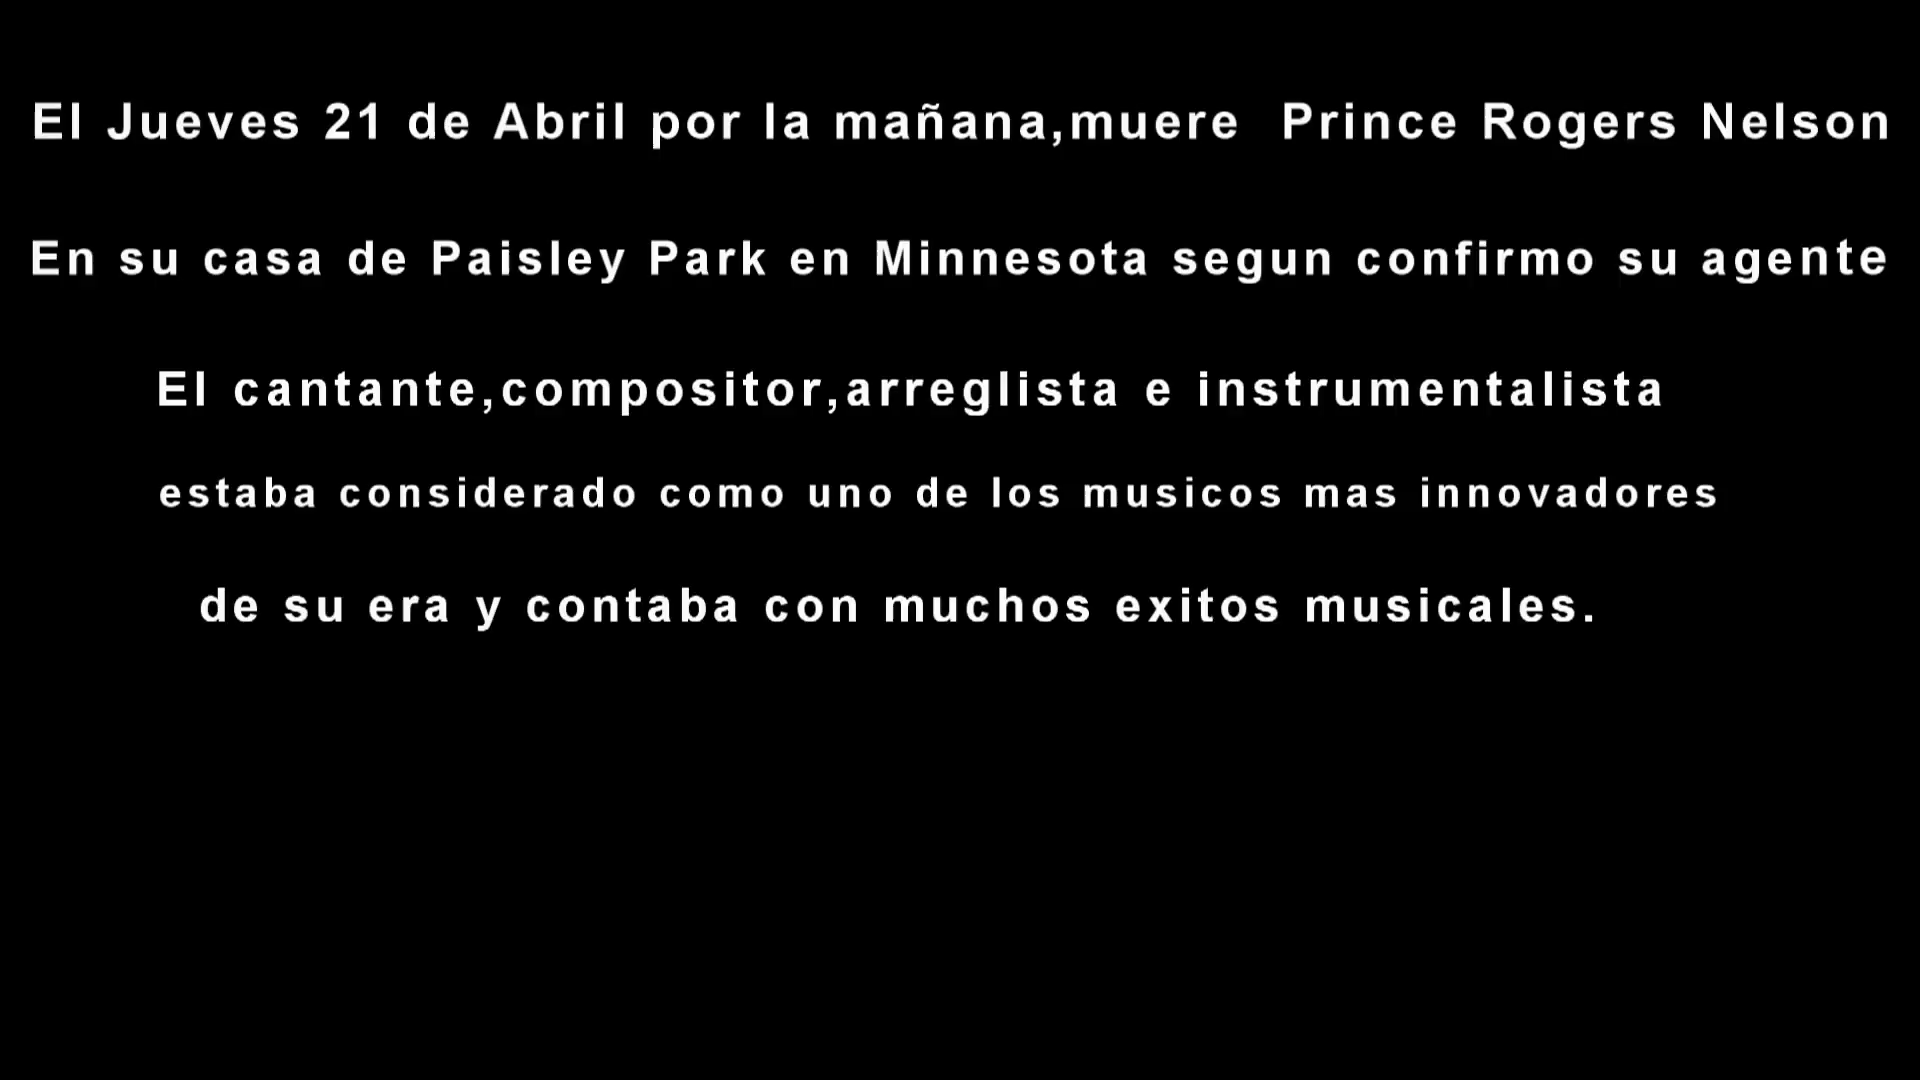 El Jueves 21 de Abril por la mañana,muere  Prince Rogers Nelson
En su casa de Paisley Park en Minnesota segun confirmo su agente
El cantante,compositor,arreglista e instrumentalista
estaba considerado como uno de los musicos mas innovadores
de su era y contaba con muchos exitos musicales.